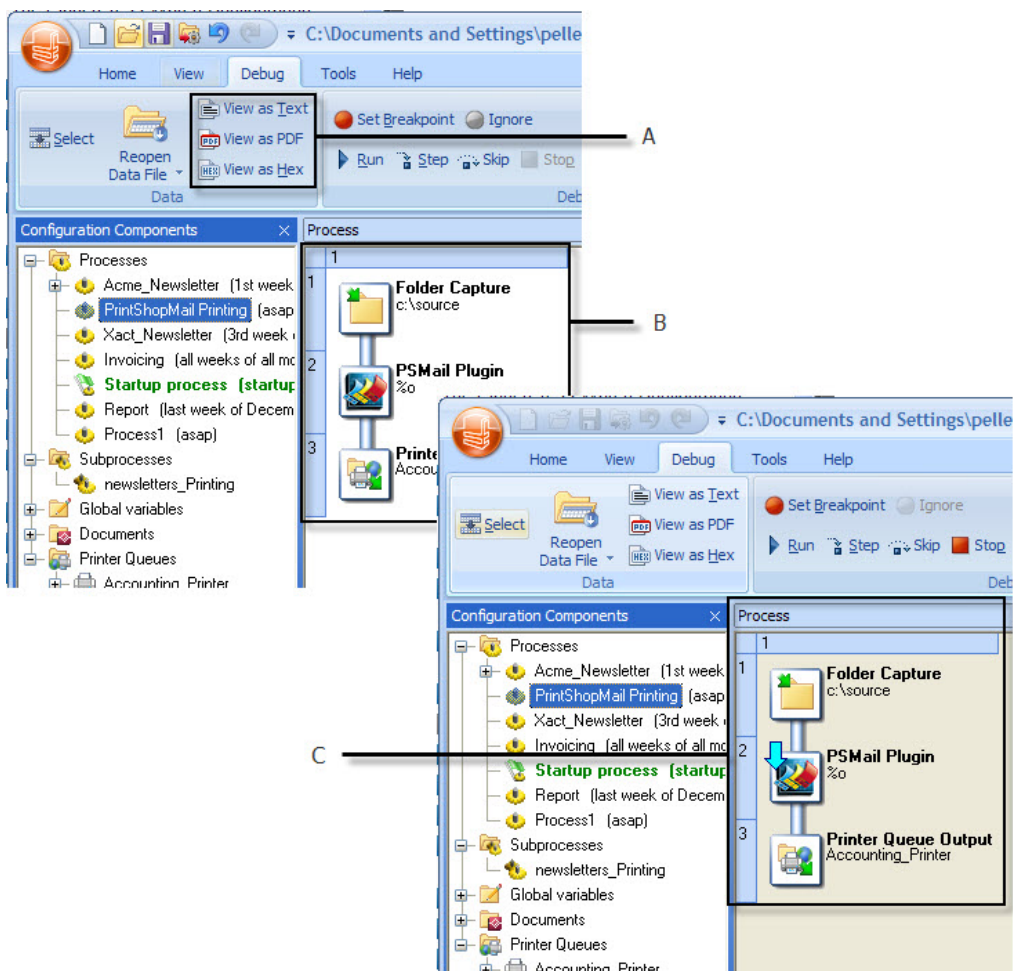 C:\Documents and Settings\pelle
Home View Debug Tools Help
Select
Reopen
Data File
View as Text
View as PDF
View as Hex
Data
Set Breakpoint Ignore
Run Step Skip Stop
Deb
A
Configuration Components
Processes
Acme_Newsletter (1st week
PrintShopMail Printing (asap
Xact_Newsletter (3rd week
Invoicing (all weeks of all mo
Startup process (startup
Report (last week of Decem
Process1 (asap)
Subprocesses
newsletters_Printing
Global variables
Documents
Printer Queues
Accounting_Printer
Process
1
1
Folder Capture
c:\source
2
PSMail Plugin
%o
3
Printe
Accou
B
C:\Documents and Settings\pelle
Home View Debug Tools Help
Select
Reopen
Data File
View as Text
View as PDF
View as Hex
Data
Set Breakpoint Ignore
Run Step Skip Stop
Deb
Configuration Components
Processes
Acme_Newsletter (1st week
PrintShopMail Printing (asap
Xact_Newsletter (3rd week
Invoicing (all weeks of all mo
Startup process (startup
Report (last week of Decem
Process1 (asap)
Subprocesses
newsletters_Printing
Global variables
Documents
Printer Queues
Accounting_Printer
C
Process
1
1
Folder Capture
c:\source
2
PSMail Plugin
%o
3
Printer Queue Output
Accounting_Printer